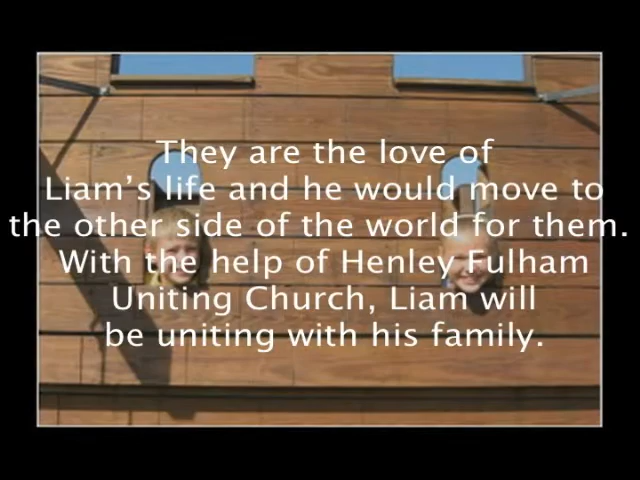 They are the love of
Liam's life and he would move to
the other side of the world for them.
With the help of Henley Fulham
Uniting Church, Liam will
be uniting with his family.